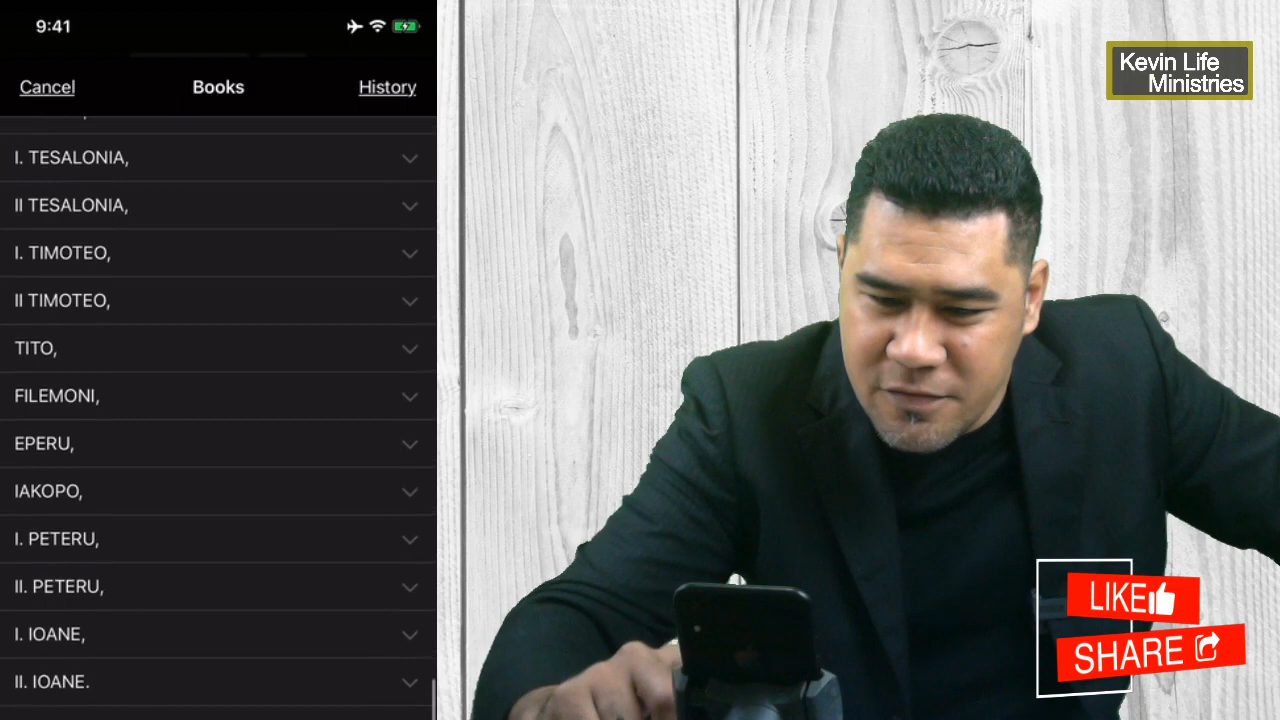 9:41
Cancel
Books
History
I. TESALONIA,
II TESALONIA,
I. TIMOTEO,
II TIMOTEO,
TITO,
FILEMONI,
EPERU,
IAKOPO,
I. PETERU,
II. PETERU,
I. IOANE,
II. IOANE.
Kevin Life
Ministries
LIKE
SHARE